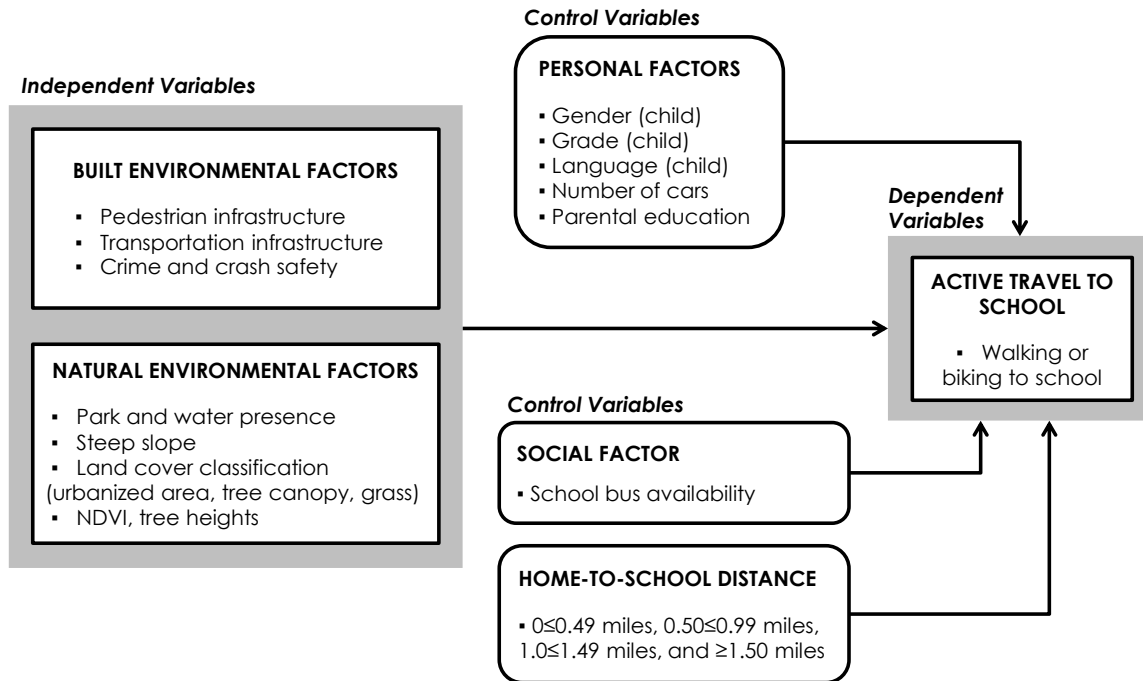 Independent Variables
BUILT ENVIRONMENTAL FACTORS
▪ Pedestrian infrastructure
▪ Transportation infrastructure
▪ Crime and crash safety
NATURAL ENVIRONMENTAL FACTORS
▪ Park and water presence
▪ Steep slope
▪ Land cover classification
(urbanized area, tree canopy, grass)
▪ NDVI, tree heights
Control Variables
PERSONAL FACTORS
▪ Gender (child)
▪ Grade (child)
▪ Language (child)
▪ Number of cars
▪ Parental education
Control Variables
SOCIAL FACTOR
▪ School bus availability
HOME-TO-SCHOOL DISTANCE
▪ 0≤0.49 miles, 0.50≤0.99 miles,
1.0≤1.49 miles, and ≥1.50 miles
Dependent
Variables
ACTIVE TRAVEL TO
SCHOOL
▪ Walking or
biking to school